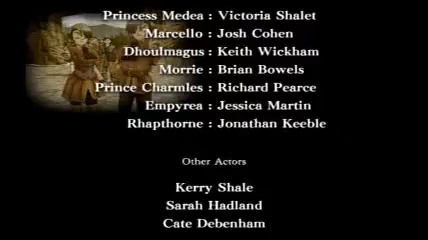 Princess Medea : Victoria Shalet
Marcello : Josh Cohen
Dhoulmagus : Keith Wickham
Morrie : Brian Bowels
Prince Charmles : Richard Pearce
Empyrea : Jessica Martin
Rhapthorne : Jonathan Keeble
Other Actors
Kerry Shale
Sarah Hadland
Cate Debenham